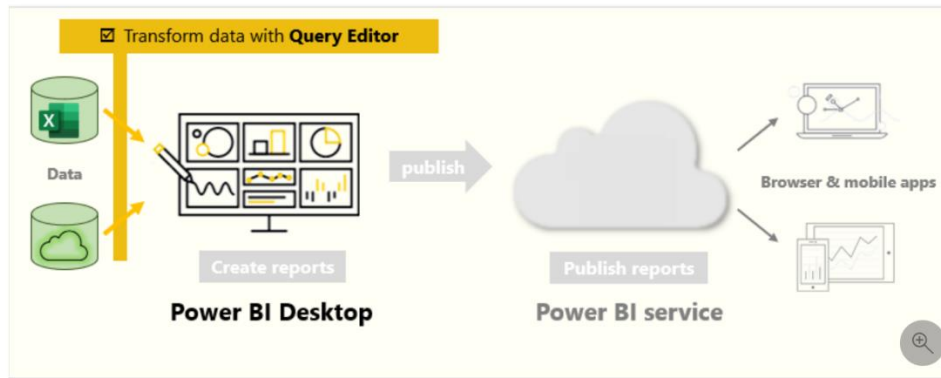 ☑ Transform data with Query Editor
X
Data
publish
Browser & mobile apps
Create reports
Publish reports
Power BI Desktop
Power BI service